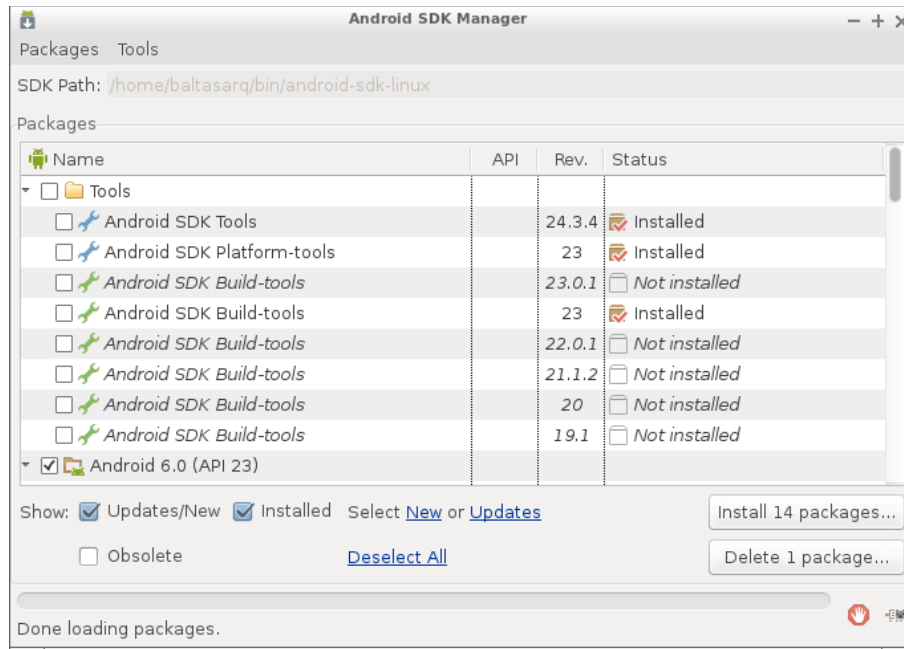 Android SDK Manager
Packages Tools
SDK Path: /home/baltasarq/bin/android-sdk-linux
Packages
Name API Rev. Status
Tools
Android SDK Tools 24.3.4 Installed
Android SDK Platform-tools 23 Installed
Android SDK Build-tools 23.0.1 Not installed
Android SDK Build-tools 23 Installed
Android SDK Build-tools 22.0.1 Not installed
Android SDK Build-tools 21.1.2 Not installed
Android SDK Build-tools 20 Not installed
Android SDK Build-tools 19.1 Not installed
Android 6.0 (API 23)
Show: Updates/New Installed Select New or Updates Install 14 packages...
Obsolete Deselect All Delete 1 package...
Done loading packages.